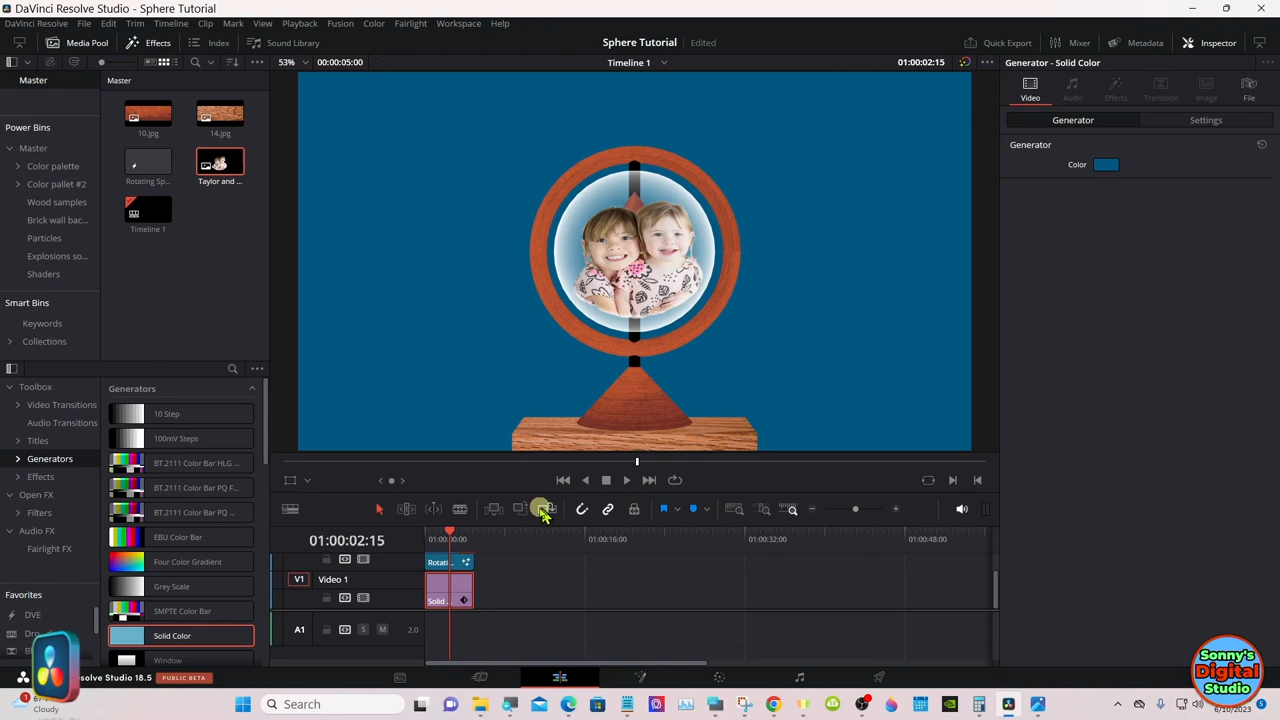 DaVinci Resolve Studio - Sphere Tutorial
DaVinci Resolve File Edit Trim Timeline Clip Mark View Playback Fusion Color Fairlight Workspace Help
Media Pool Effects Index Sound Library Sphere Tutorial Edited Quick Export Mixer Metadata Inspector
53% 00:00:05:00 Timeline 1 01:00:02:15 Generator - Solid Color
Master Master
Video Audio Effects Transition Image File
Generator Settings
Power Bins
10.jpg 14.jpg
Generator
Master
Color palette
Color
Color pallet #2
Rotating Sp... Taylor and ...
Wood samples
Brick wall bac...
Particles
Timeline 1
Explosions so...
Shaders
Smart Bins
Keywords
Collections
Toolbox Generators
Video Transitions 10 Step
Audio Transitions
Titles 100mV Steps
Generators BT.2111 Color Bar HLG ...
Effects
BT.2111 Color Bar PQ F...
Open FX
Filters BT.2111 Color Bar PQ ...
Audio FX EBU Color Bar
Fairlight FX
Four Color Gradient
Grey Scale
Favorites
DVE SMPTE Color Bar
Solid Color
Window
01:00:02:15
01:00:00:00 01:00:16:00 01:00:32:00 01:00:48:00
Rotati...
V1 Video 1
Solid ...
A1 S M 2.0
Resolve Studio 18.5 PUBLIC BETA
Sonny's
Digital
Studio
Cloudy
Search